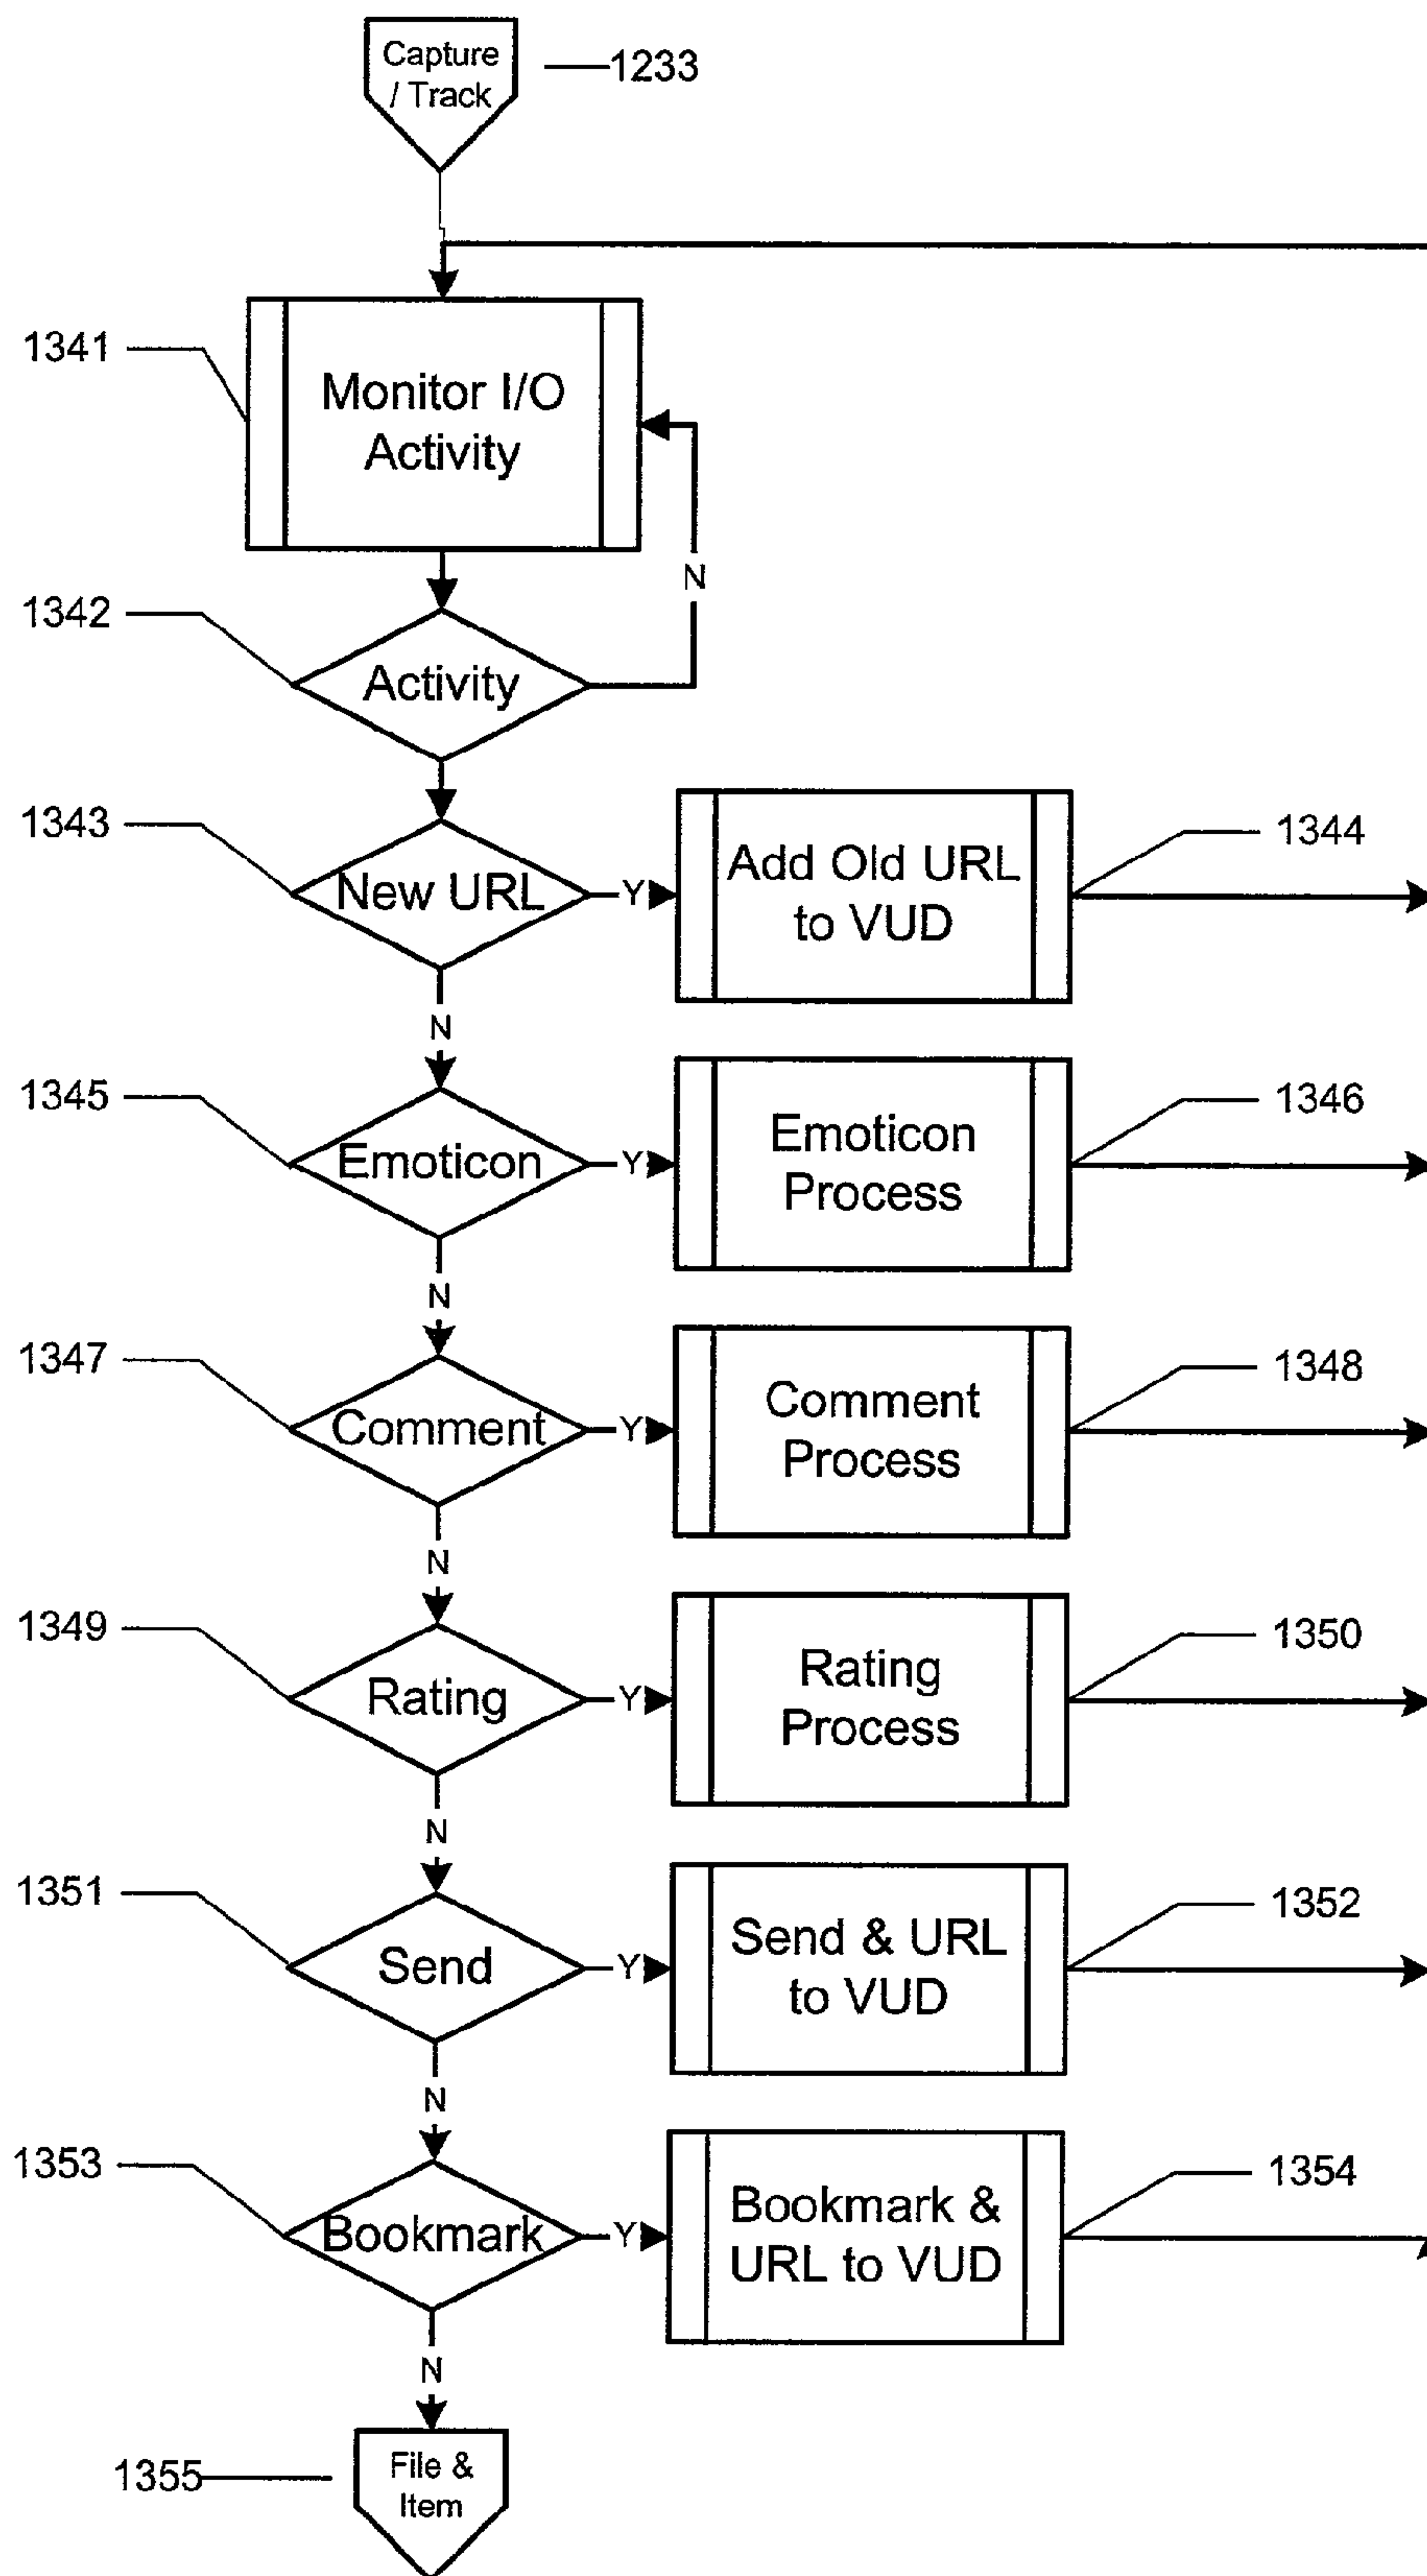 Capture
/ Track
1233
1341
Monitor I/O
Activity
N
1342
Activity
1343
New URL
Y
Add Old URL
to VUD
1344
N
1345
Emoticon
Y
Emoticon
Process
1346
N
1347
Comment
Y
Comment
Process
1348
N
1349
Rating
Y
Rating
Process
1350
N
1351
Send
Y
Send & URL
to VUD
1352
N
1353
Bookmark
Y
Bookmark &
URL to VUD
1354
N
1355
File &
Item